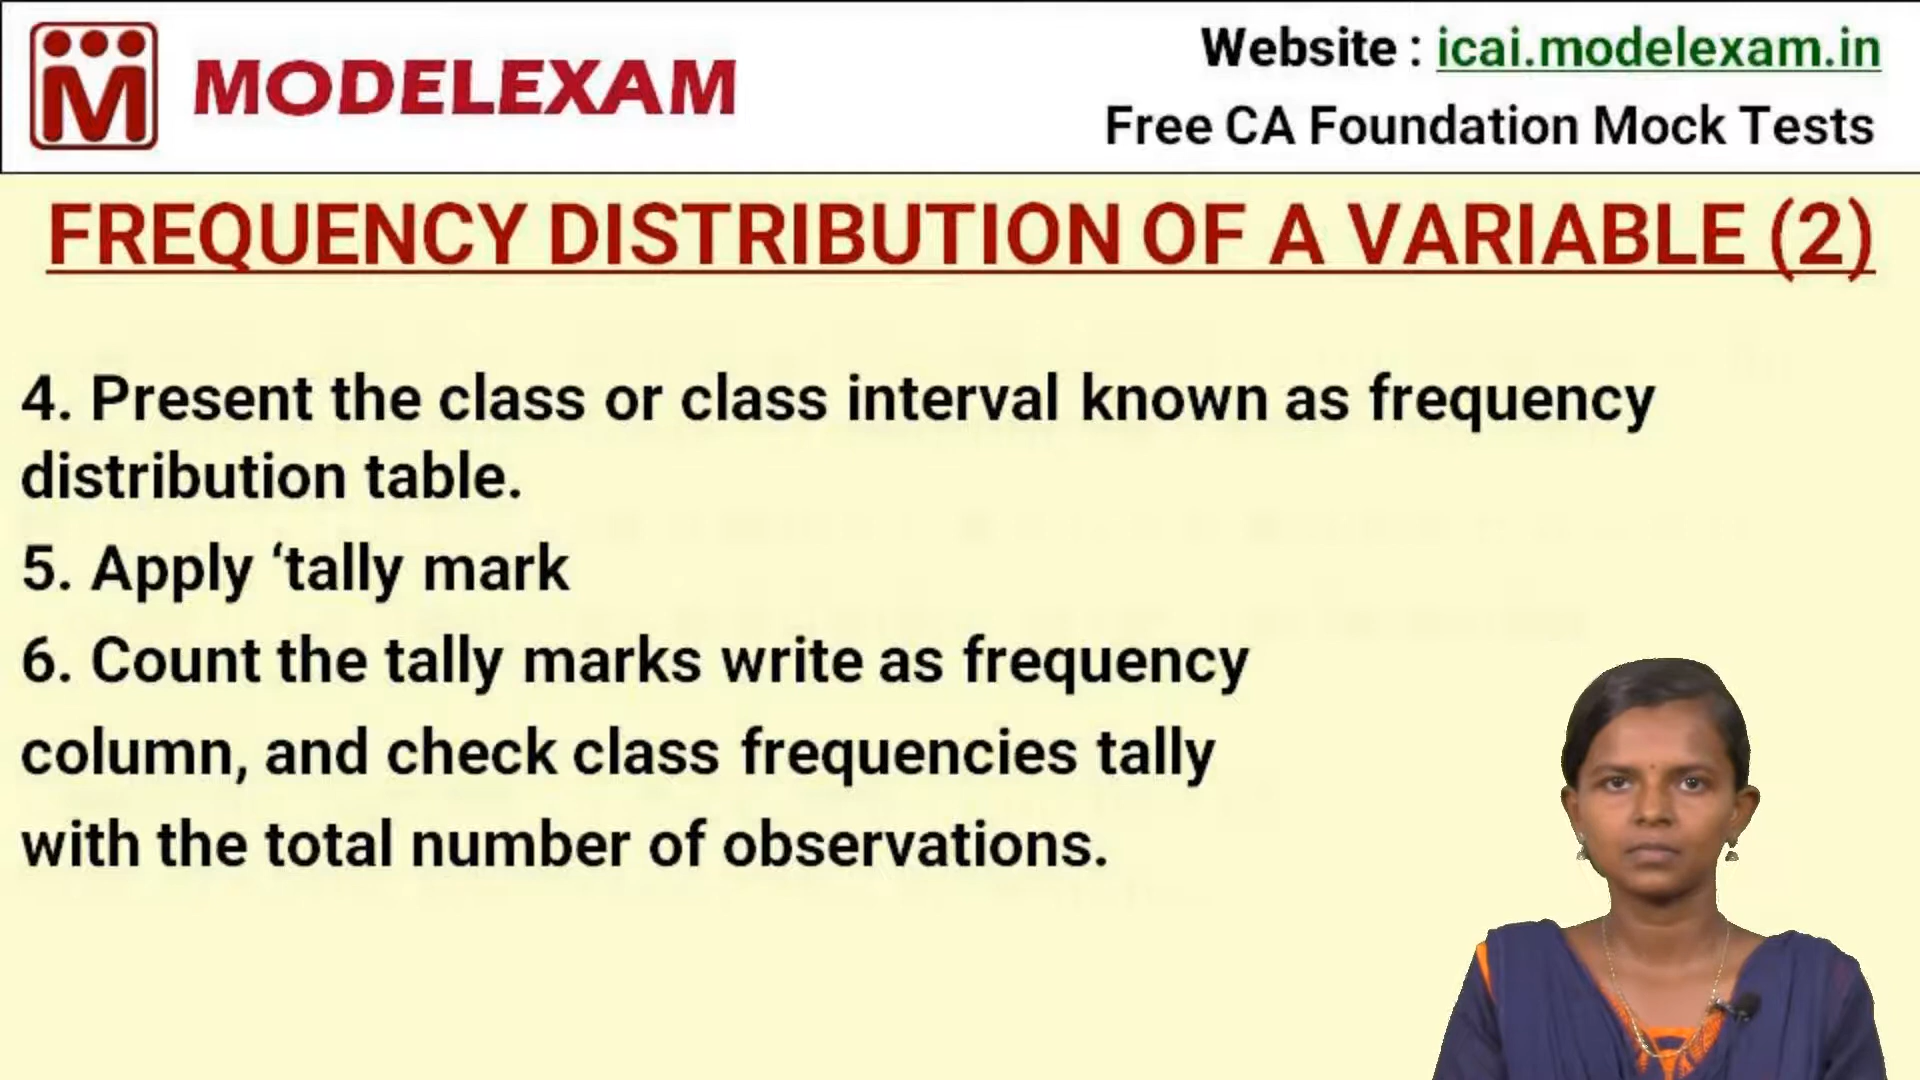 MODELEXAM
Website : icai.modelexam.in
Free CA Foundation Mock Tests
FREQUENCY DISTRIBUTION OF A VARIABLE (2)
4. Present the class or class interval known as frequency
distribution table.
5. Apply ‘tally mark
6. Count the tally marks write as frequency
column, and check class frequencies tally
with the total number of observations.